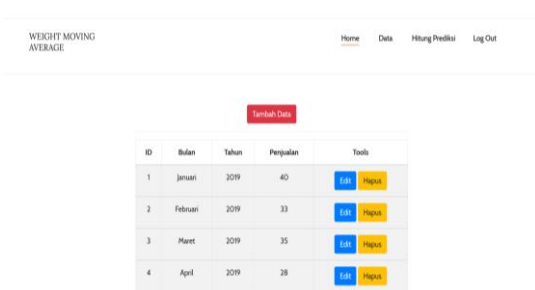 WEIGHT MOVING
AVERAGE
Home Data Hitung Prediksi Log Out
Tambah Data
ID Bulan Tahun Penjualan Tools
1 Januari 2019 40 Edit Hapus
2 Februari 2019 33 Edit Hapus
3 Maret 2019 35 Edit Hapus
4 April 2019 28 Edit Hapus